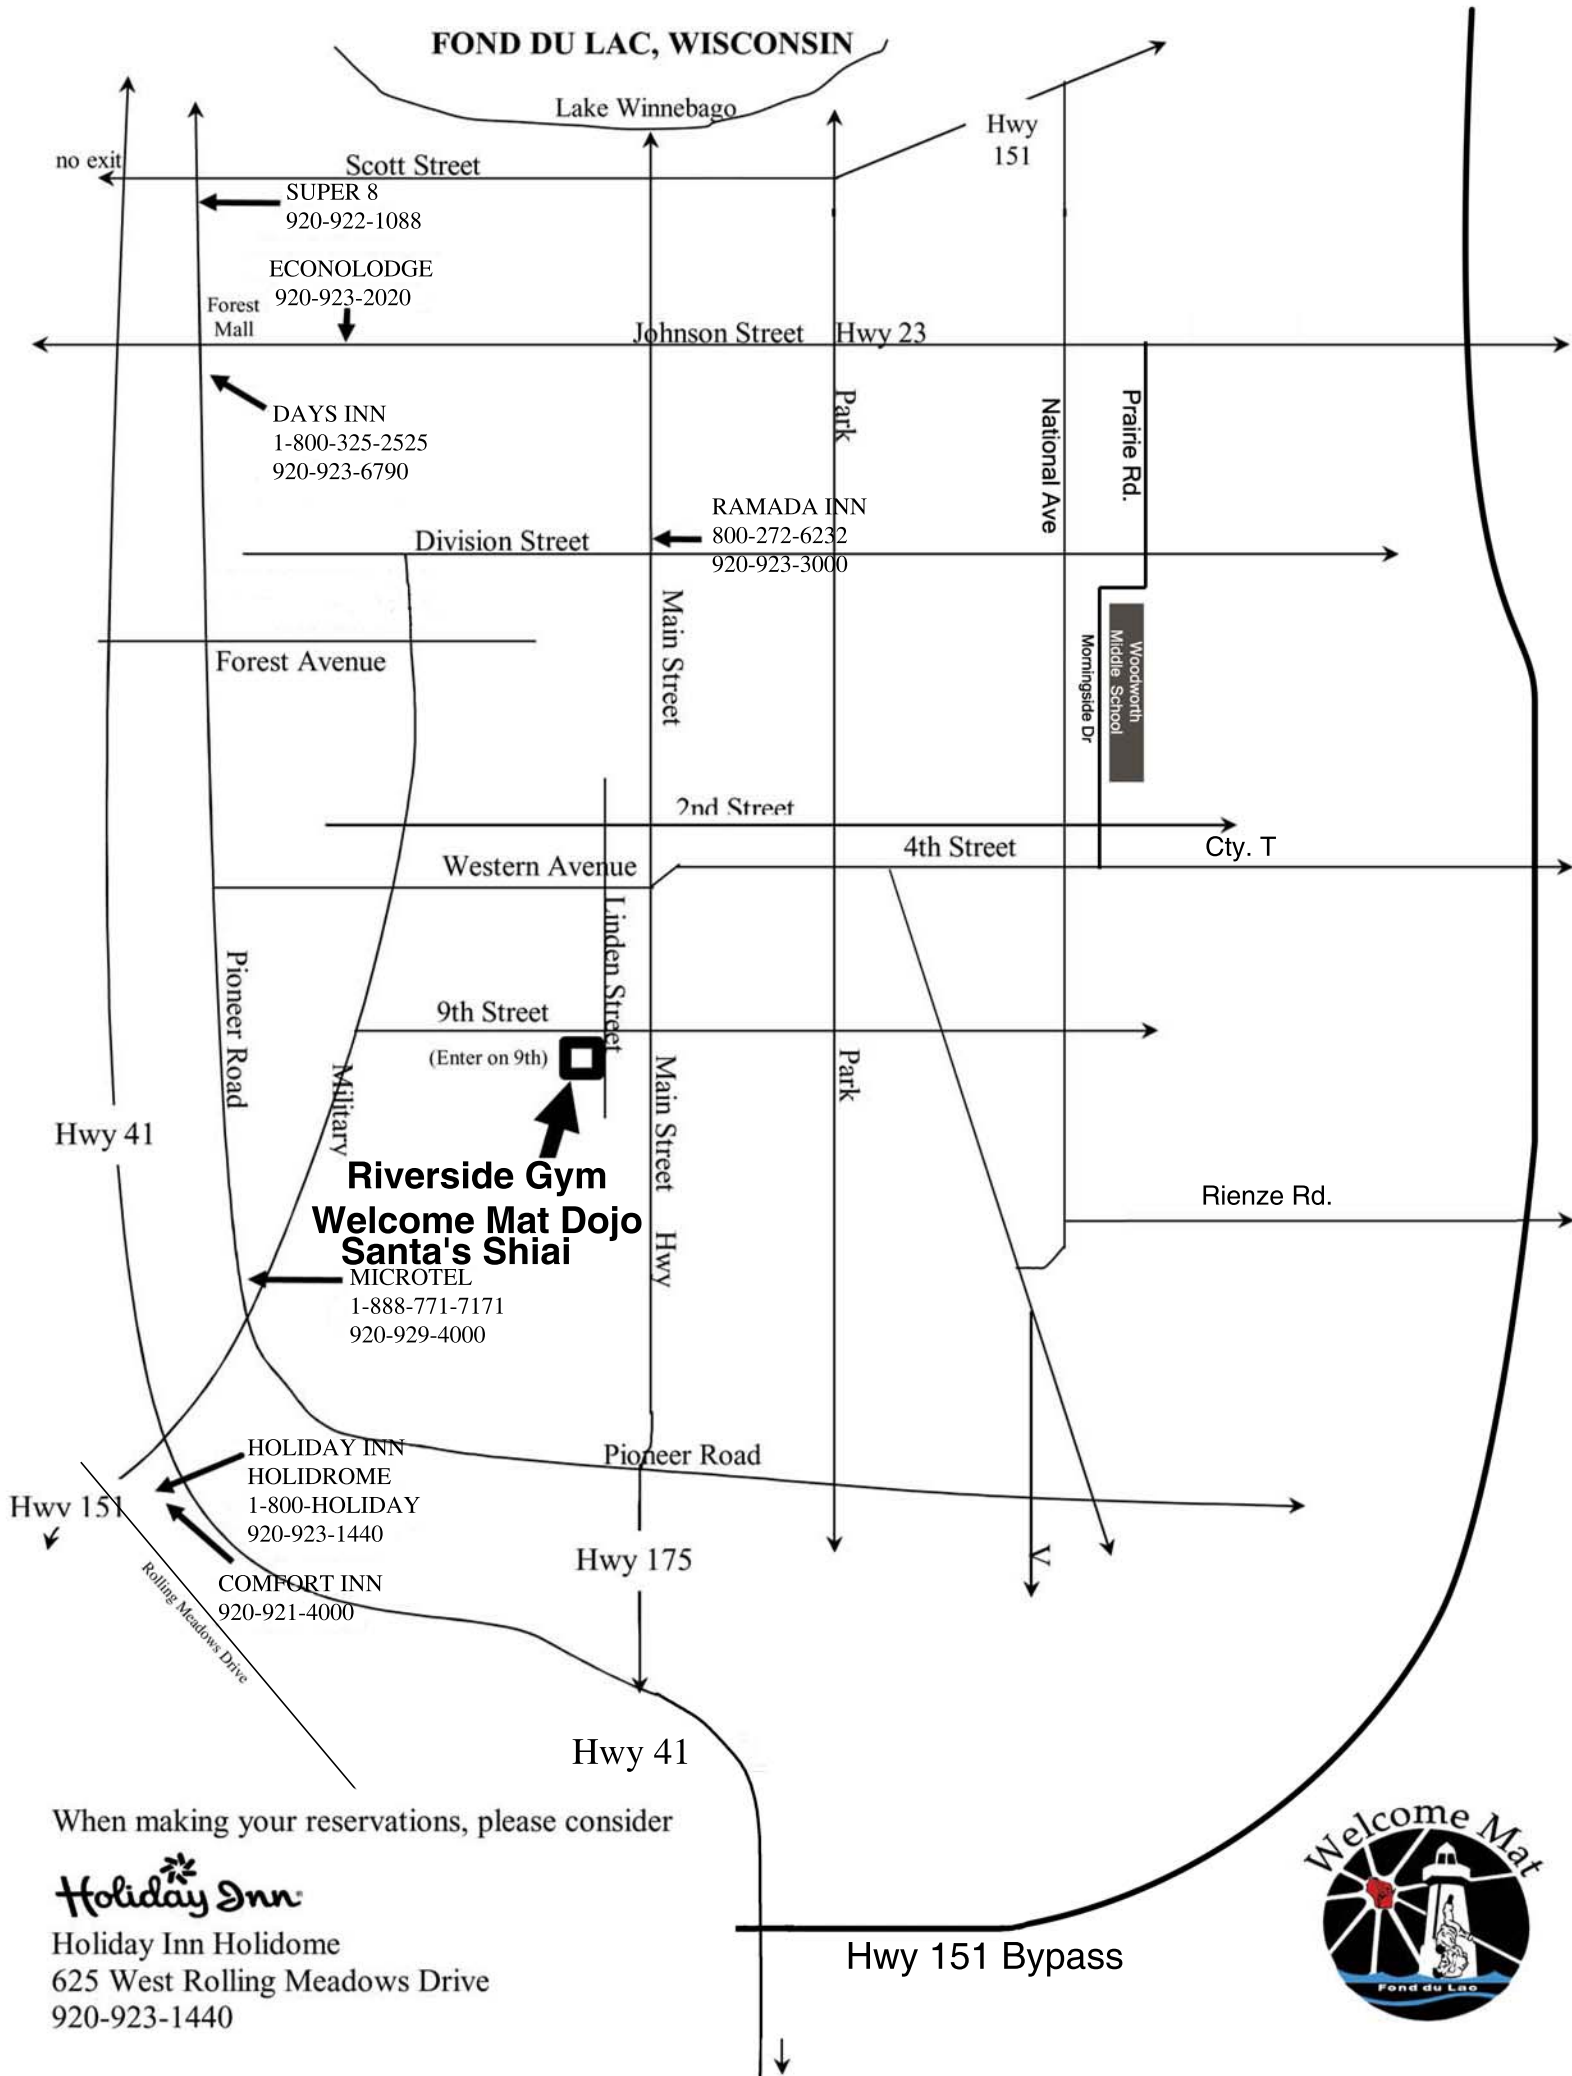 FOND DU LAC, WISCONSIN
Lake Winnebago
Hwy
151
no exit
Scott Street
SUPER 8
920-922-1088
ECONOLODGE
920-923-2020
Forest
Mall
Johnson Street
Hwy 23
DAYS INN
1-800-325-2525
920-923-6790
Park
National Ave
Prairie Rd.
RAMADA INN
800-272-6232
920-923-3000
Division Street
Main Street
Forest Avenue
Woodworth
Middle School
Morningside Dr
2nd Street
4th Street
Cty. T
Western Avenue
Linden Street
Pioneer Road
9th Street
(Enter on 9th)
Military
Main Street
Hwy
Park
Hwy 41
Riverside Gym
Welcome Mat Dojo
Santa's Shiai
Rienze Rd.
MICROTEL
1-888-771-7171
920-929-4000
HOLIDAY INN
HOLIDROME
1-800-HOLIDAY
920-923-1440
Pioneer Road
Hwy 151
COMFORT INN
920-921-4000
Rolling Meadows Drive
Hwy 175
V
Hwy 41
When making your reservations, please consider
Holiday Inn
Holiday Inn Holidome
625 West Rolling Meadows Drive
920-923-1440
Hwy 151 Bypass
Welcome Mat
Fond du Lac